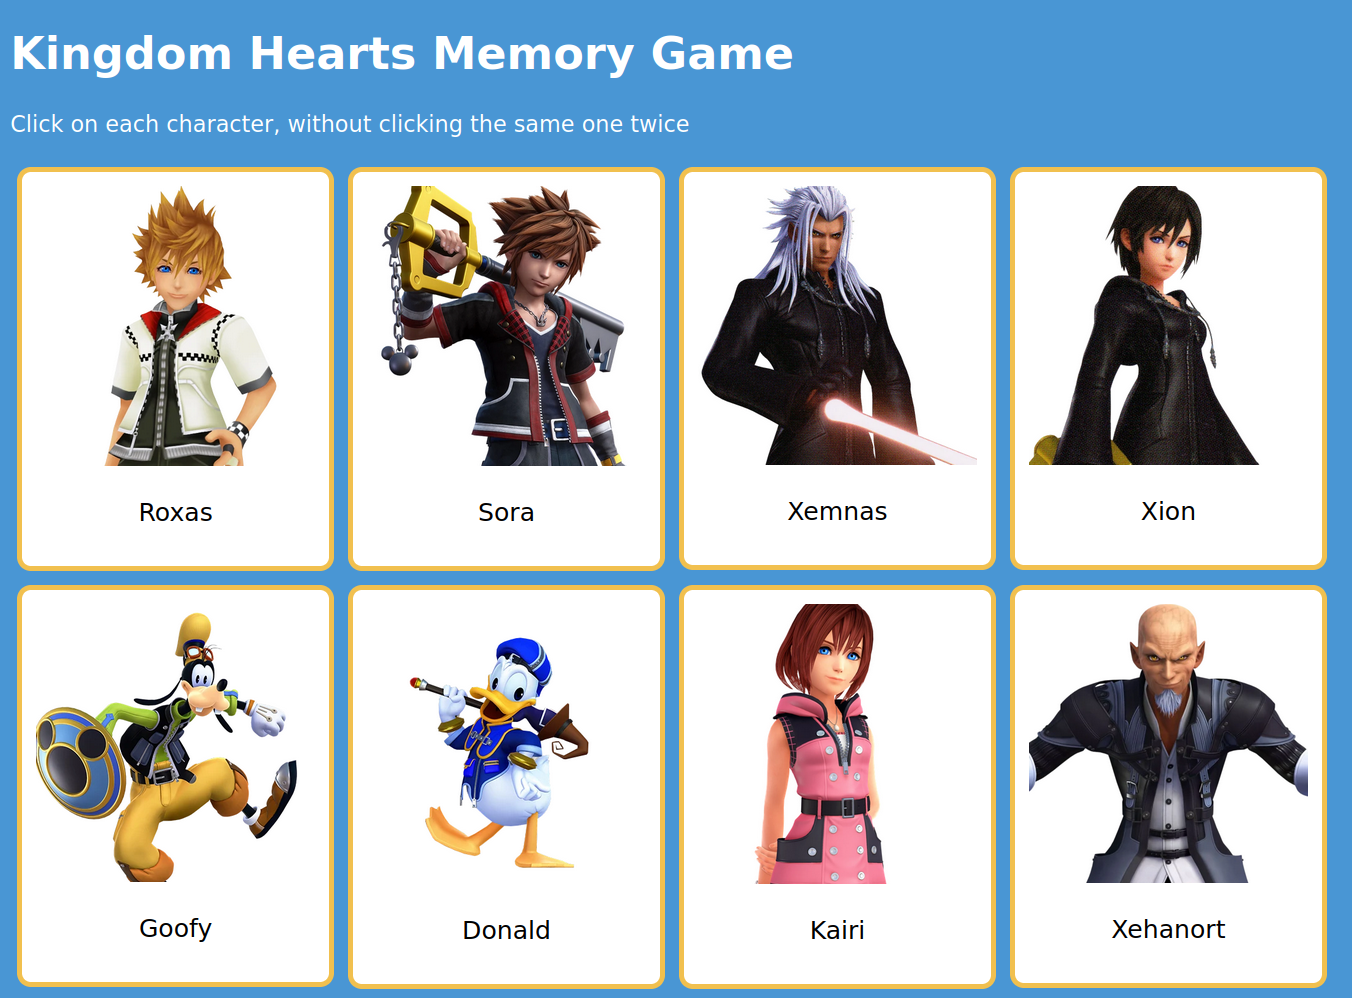 Kingdom Hearts Memory Game
Click on each character, without clicking the same one twice
Roxas
Sora
Xemnas
Xion
Goofy
Donald
Kairi
Xehanort